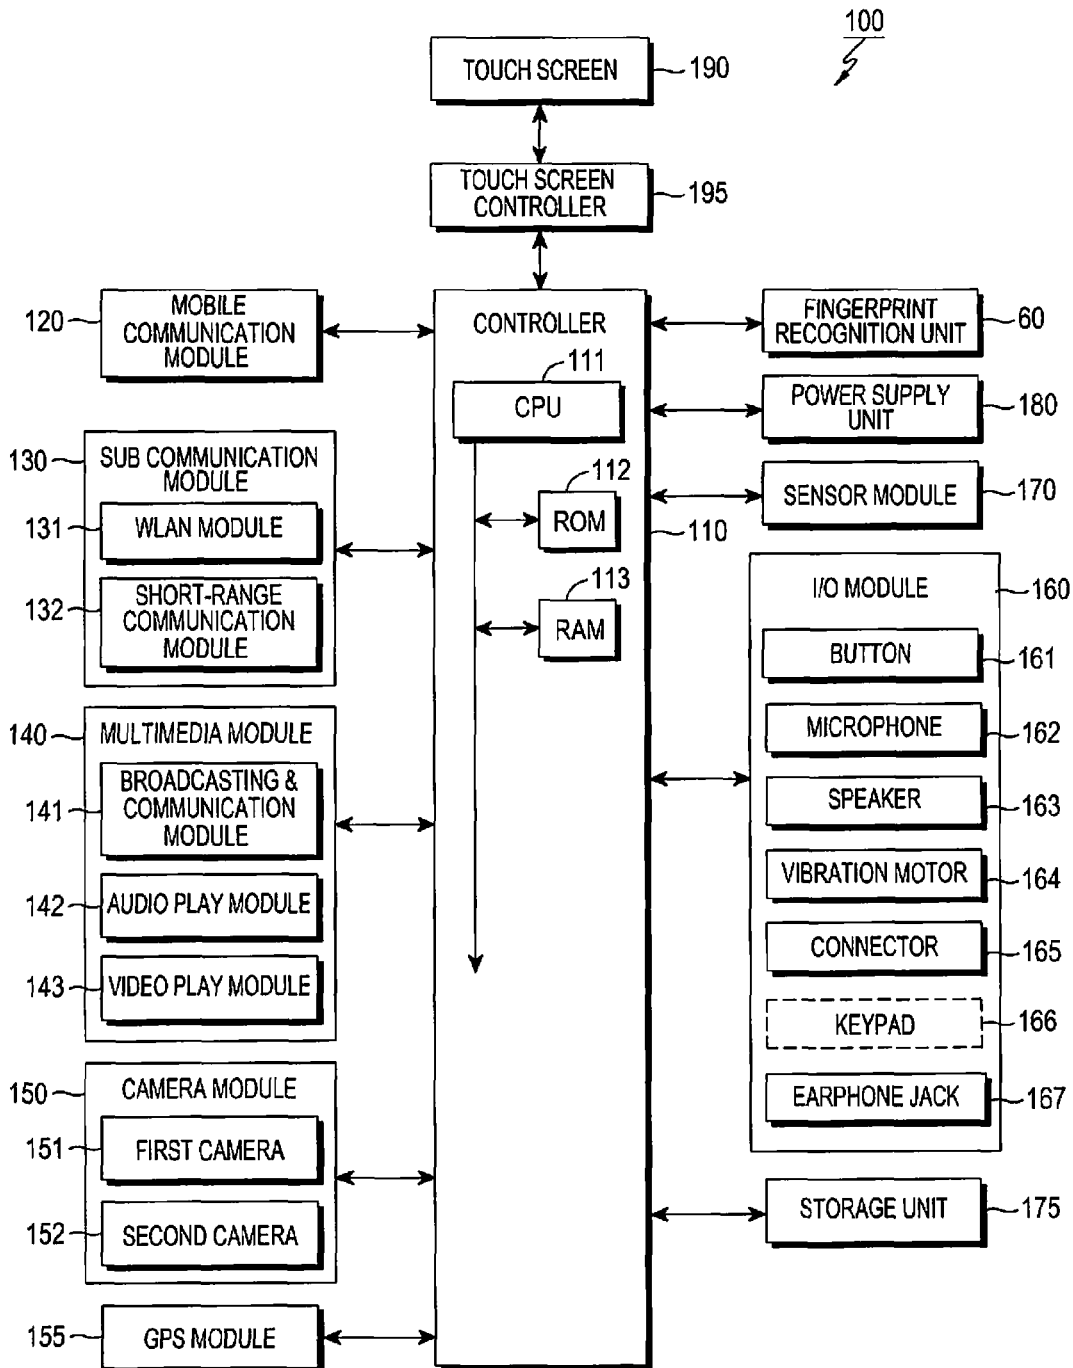 100
TOUCH SCREEN
190
TOUCH SCREEN
CONTROLLER
195
120
MOBILE
COMMUNICATION
MODULE
130
SUB COMMUNICATION
MODULE
131
WLAN MODULE
132
SHORT-RANGE
COMMUNICATION
MODULE
140
MULTIMEDIA MODULE
141
BROADCASTING &
COMMUNICATION
MODULE
142
AUDIO PLAY MODULE
143
VIDEO PLAY MODULE
150
CAMERA MODULE
151
FIRST CAMERA
152
SECOND CAMERA
155
GPS MODULE
CONTROLLER
111
CPU
112
ROM
110
113
RAM
FINGERPRINT
RECOGNITION UNIT
60
POWER SUPPLY
UNIT
180
SENSOR MODULE
170
I/O MODULE
160
BUTTON
161
MICROPHONE
162
SPEAKER
163
VIBRATION MOTOR
164
CONNECTOR
165
KEYPAD
166
EARPHONE JACK
167
STORAGE UNIT
175